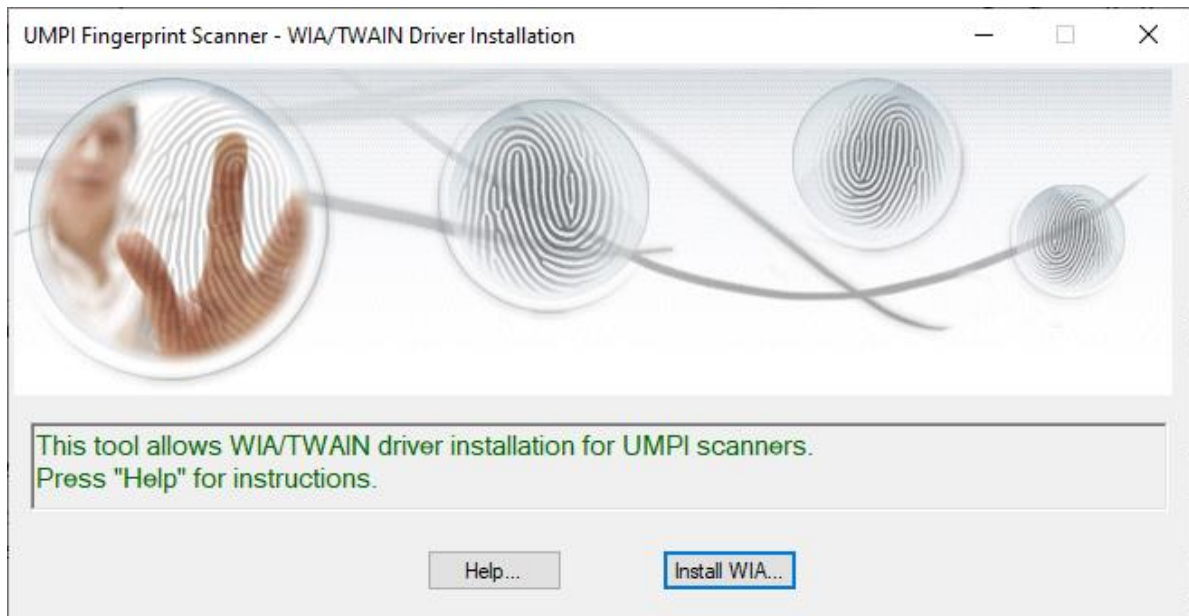 UMPI Fingerprint Scanner - WIA/TWAIN Driver Installation
This tool allows WIA/TWAIN driver installation for UMPI scanners.
Press "Help" for instructions.
Help...
Install WIA...